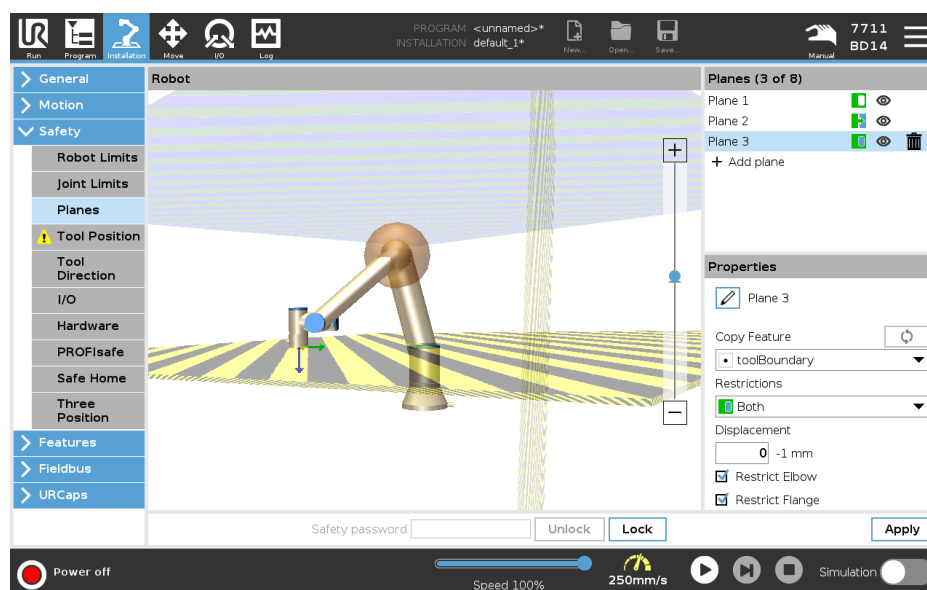 PROGRAM <unnamed>*
INSTALLATION default_1*
Run Program Installation Move I/O Log
New... Open... Save...
Manual
7711
BD14
General
Motion
Safety
Robot Limits
Joint Limits
Planes
Tool Position
Tool
Direction
I/O
Hardware
PROFIsafe
Safe Home
Three
Position
Features
Fieldbus
URCaps
Robot
+
−
Planes (3 of 8)
Plane 1
Plane 2
Plane 3
+ Add plane
Properties
Plane 3
Copy Feature
toolBoundary
Restrictions
Both
Displacement
0 -1 mm
Restrict Elbow
Restrict Flange
Safety password Unlock Lock Apply
Power off
Speed 100%
250mm/s
Simulation